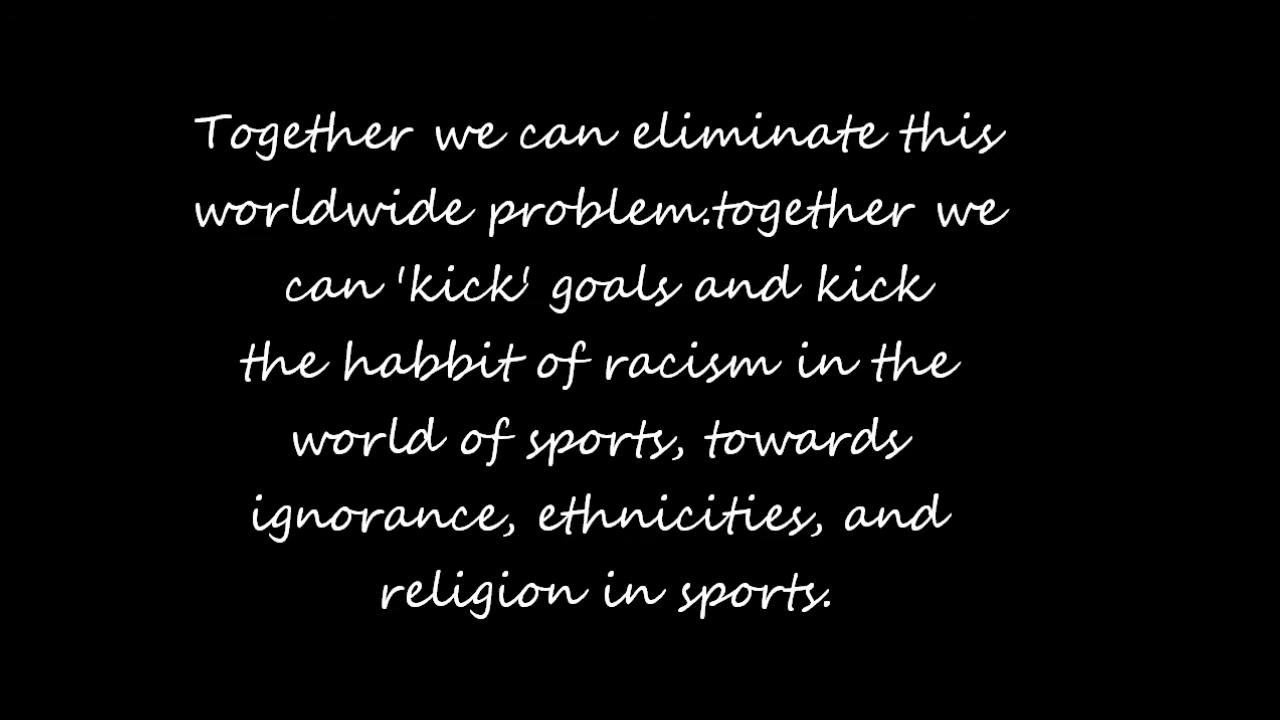 Together we can eliminate this
worldwide problem.together we
can 'kick' goals and kick
the habbit of racism in the
world of sports, towards
ignorance, ethnicities, and
religion in sports.